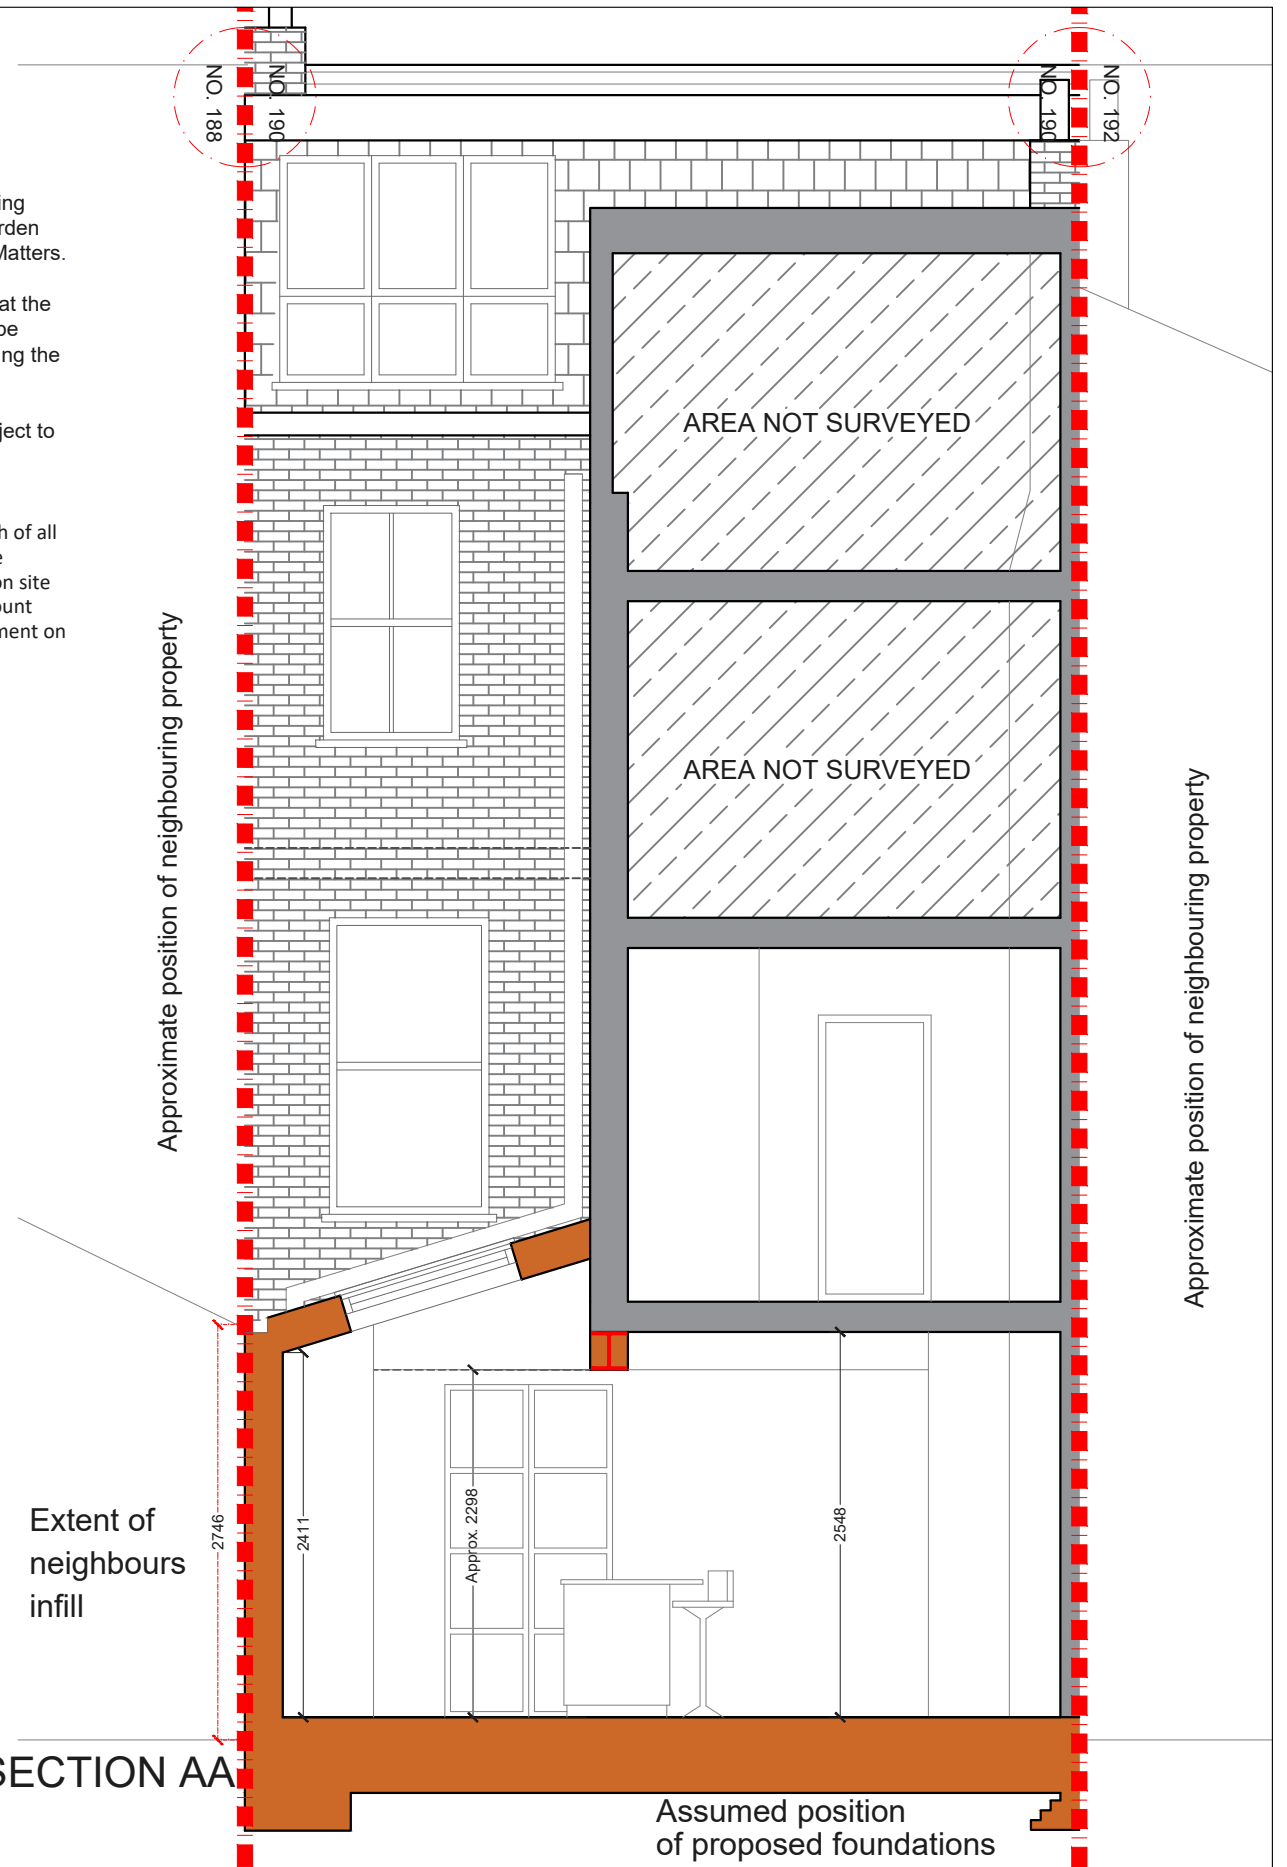 NO. 188
NO. 190
NO. 190
NO. 192
ing
rden
Matters.
at the
be
ing the
ject to
h of all
e
on site
ount
ment on
AREA NOT SURVEYED
AREA NOT SURVEYED
Approximate position of neighbouring property
Approximate position of neighbouring property
2746
2411
Approx. 2298
2548
Extent of
neighbours
infill
SECTION AA
Assumed position
of proposed foundations